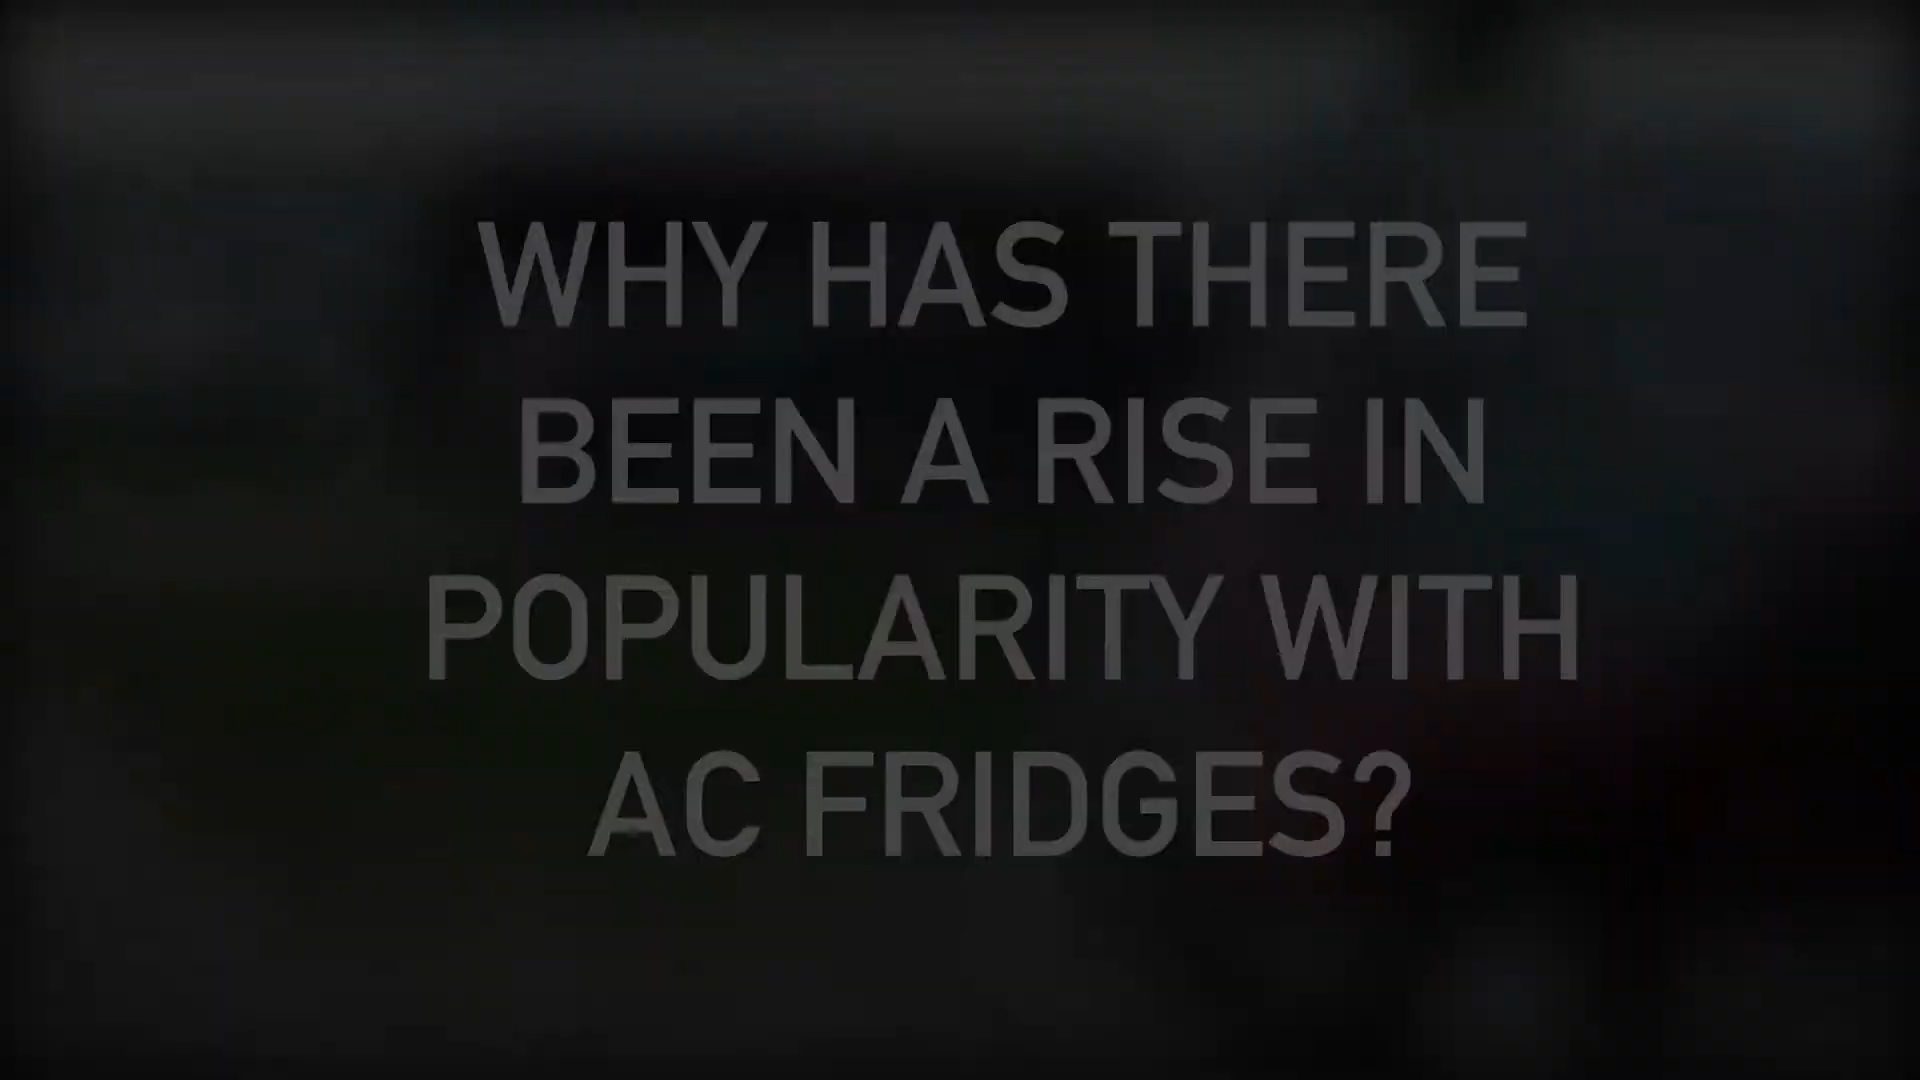 WHY HAS THERE
BEEN A RISE IN
POPULARITY WITH
AC FRIDGES?